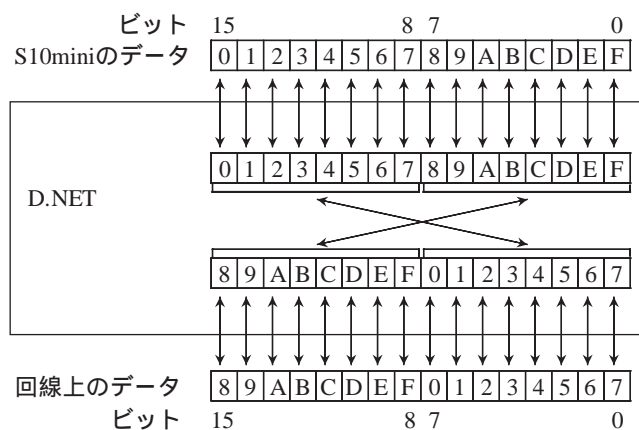 ビット 15 8 7 0
S10miniのデータ 0 1 2 3 4 5 6 7 8 9 A B C D E F
0 1 2 3 4 5 6 7 8 9 A B C D E F
D.NET
8 9 A B C D E F 0 1 2 3 4 5 6 7
回線上のデータ 8 9 A B C D E F 0 1 2 3 4 5 6 7
ビット 15 8 7 0